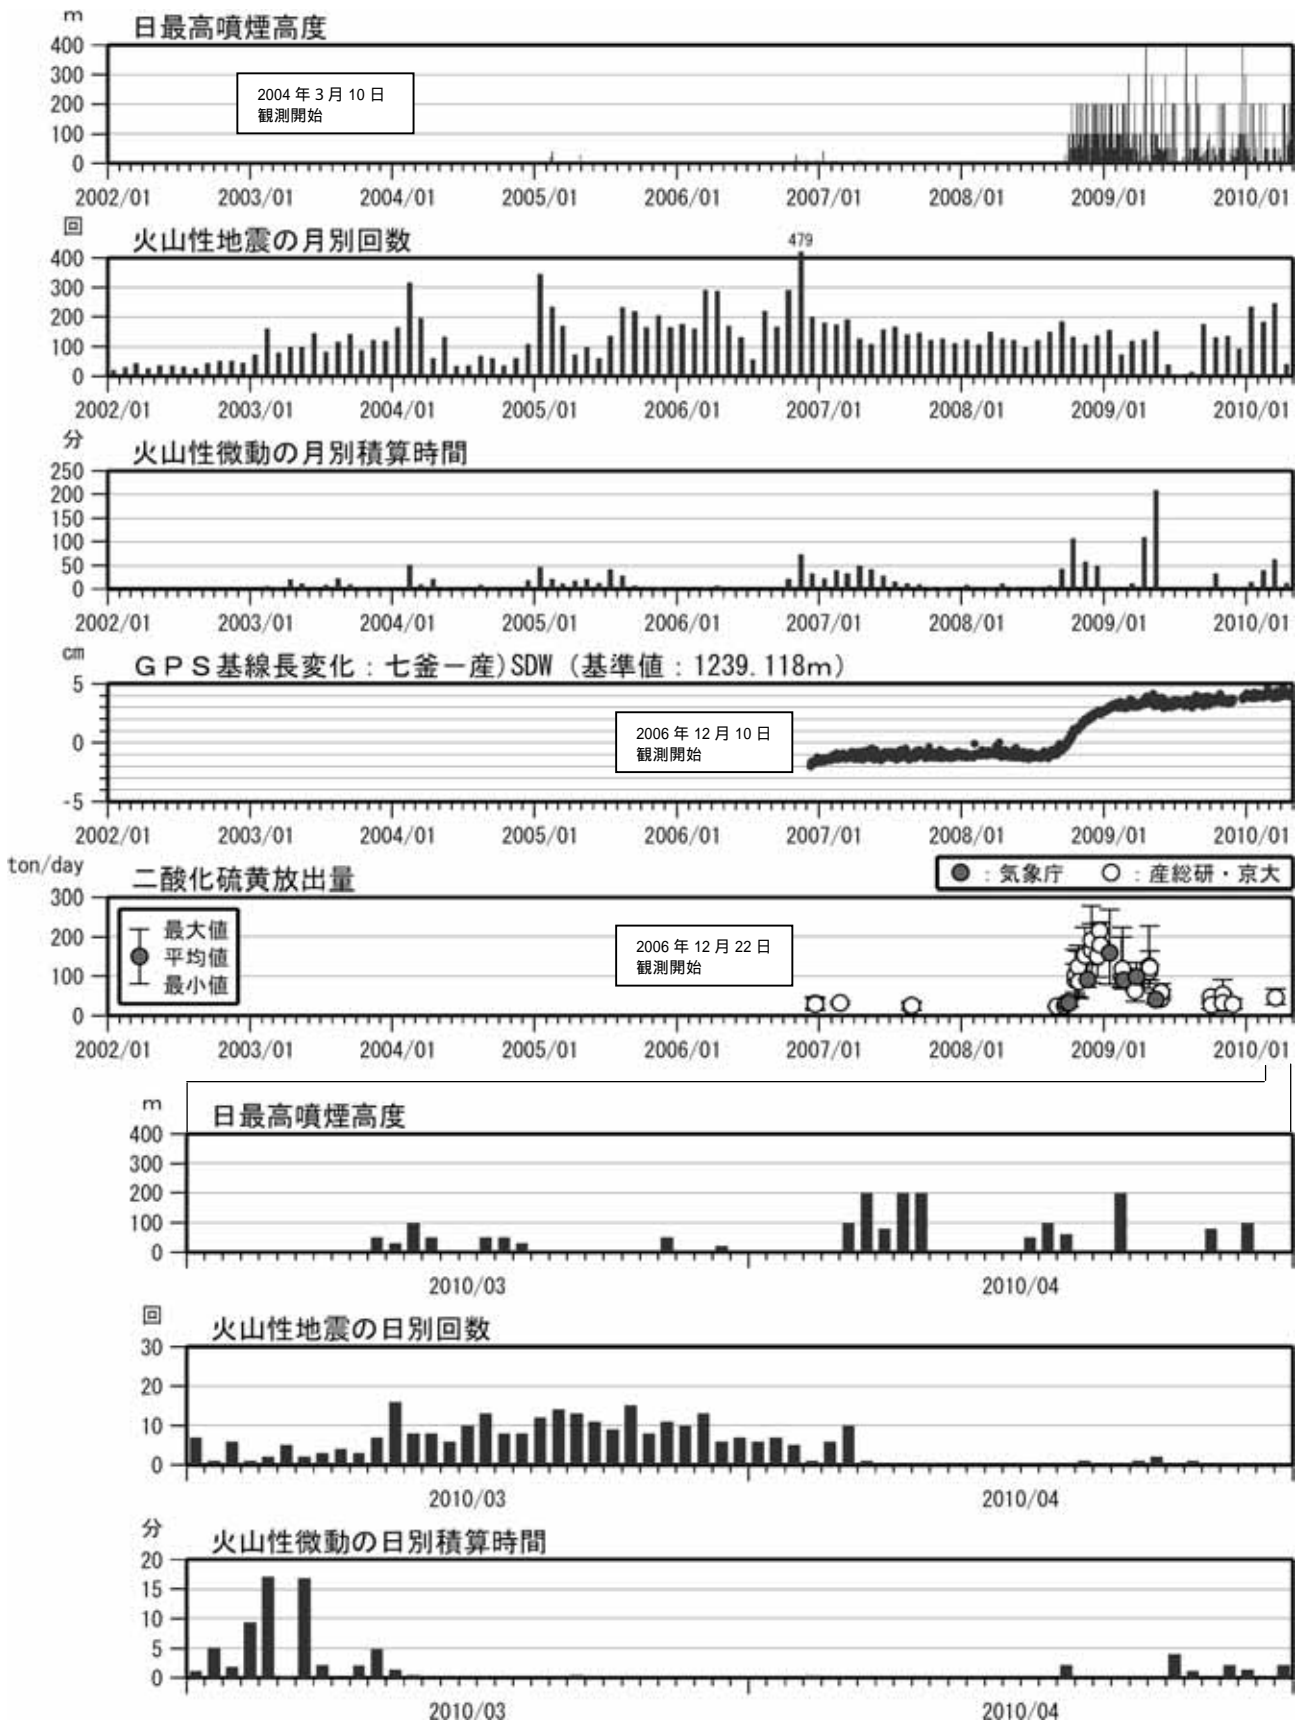 m
日最高噴煙高度
400
300
200
100
0
2004 年 3 月 10 日
観測開始
2002/01 2003/01 2004/01 2005/01 2006/01 2007/01 2008/01 2009/01 2010/01
回
火山性地震の月別回数
479
400
300
200
100
0
2002/01 2003/01 2004/01 2005/01 2006/01 2007/01 2008/01 2009/01 2010/01
分
火山性微動の月別積算時間
250
200
150
100
50
0
2002/01 2003/01 2004/01 2005/01 2006/01 2007/01 2008/01 2009/01 2010/01
cm
ＧＰＳ基線長変化：七釜－産)SDW（基準値：1239.118m）
5
0
-5
2006 年 12 月 10 日
観測開始
2002/01 2003/01 2004/01 2005/01 2006/01 2007/01 2008/01 2009/01 2010/01
ton/day
二酸化硫黄放出量
：気象庁 ：産総研・京大
300
200
100
0
最大値
平均値
最小値
2006 年 12 月 22 日
観測開始
2002/01 2003/01 2004/01 2005/01 2006/01 2007/01 2008/01 2009/01 2010/01
m
日最高噴煙高度
400
300
200
100
0
2010/03 2010/04
回
火山性地震の日別回数
30
20
10
0
2010/03 2010/04
分
火山性微動の日別積算時間
20
15
10
5
0
2010/03 2010/04